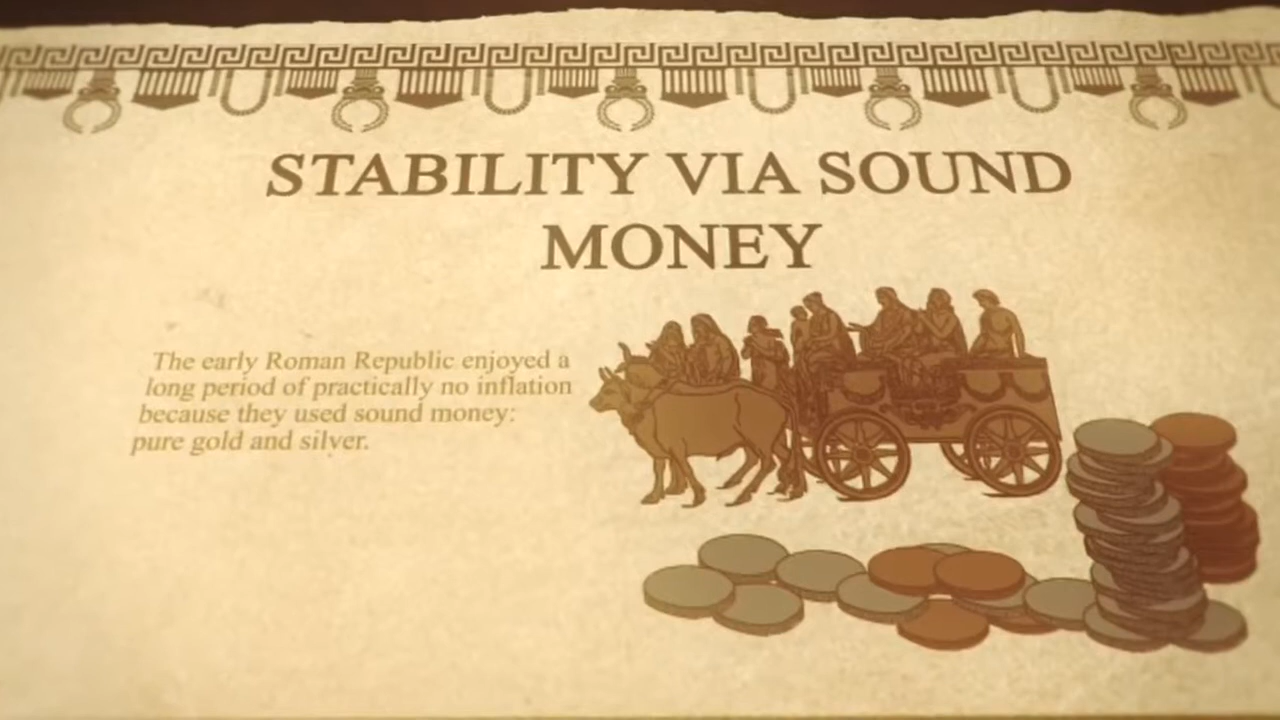 STABILITY VIA SOUND
MONEY
The early Roman Republic enjoyed a
long period of practically no inflation
because they used sound money:
pure gold and silver.